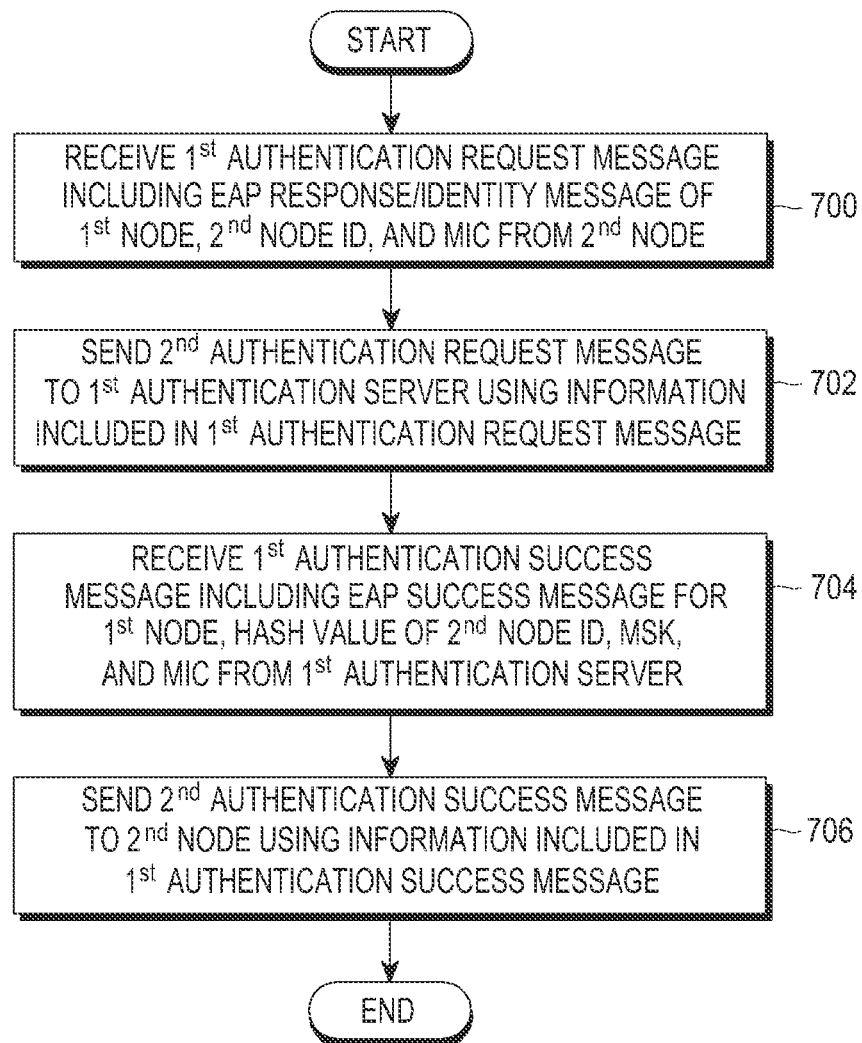 START
RECEIVE 1st AUTHENTICATION REQUEST MESSAGE
INCLUDING EAP RESPONSE/IDENTITY MESSAGE OF
1st NODE, 2nd NODE ID, AND MIC FROM 2nd NODE
700
SEND 2nd AUTHENTICATION REQUEST MESSAGE
TO 1st AUTHENTICATION SERVER USING INFORMATION
INCLUDED IN 1st AUTHENTICATION REQUEST MESSAGE
702
RECEIVE 1st AUTHENTICATION SUCCESS
MESSAGE INCLUDING EAP SUCCESS MESSAGE FOR
1st NODE, HASH VALUE OF 2nd NODE ID, MSK,
AND MIC FROM 1st AUTHENTICATION SERVER
704
SEND 2nd AUTHENTICATION SUCCESS MESSAGE
TO 2nd NODE USING INFORMATION INCLUDED IN
1st AUTHENTICATION SUCCESS MESSAGE
706
END